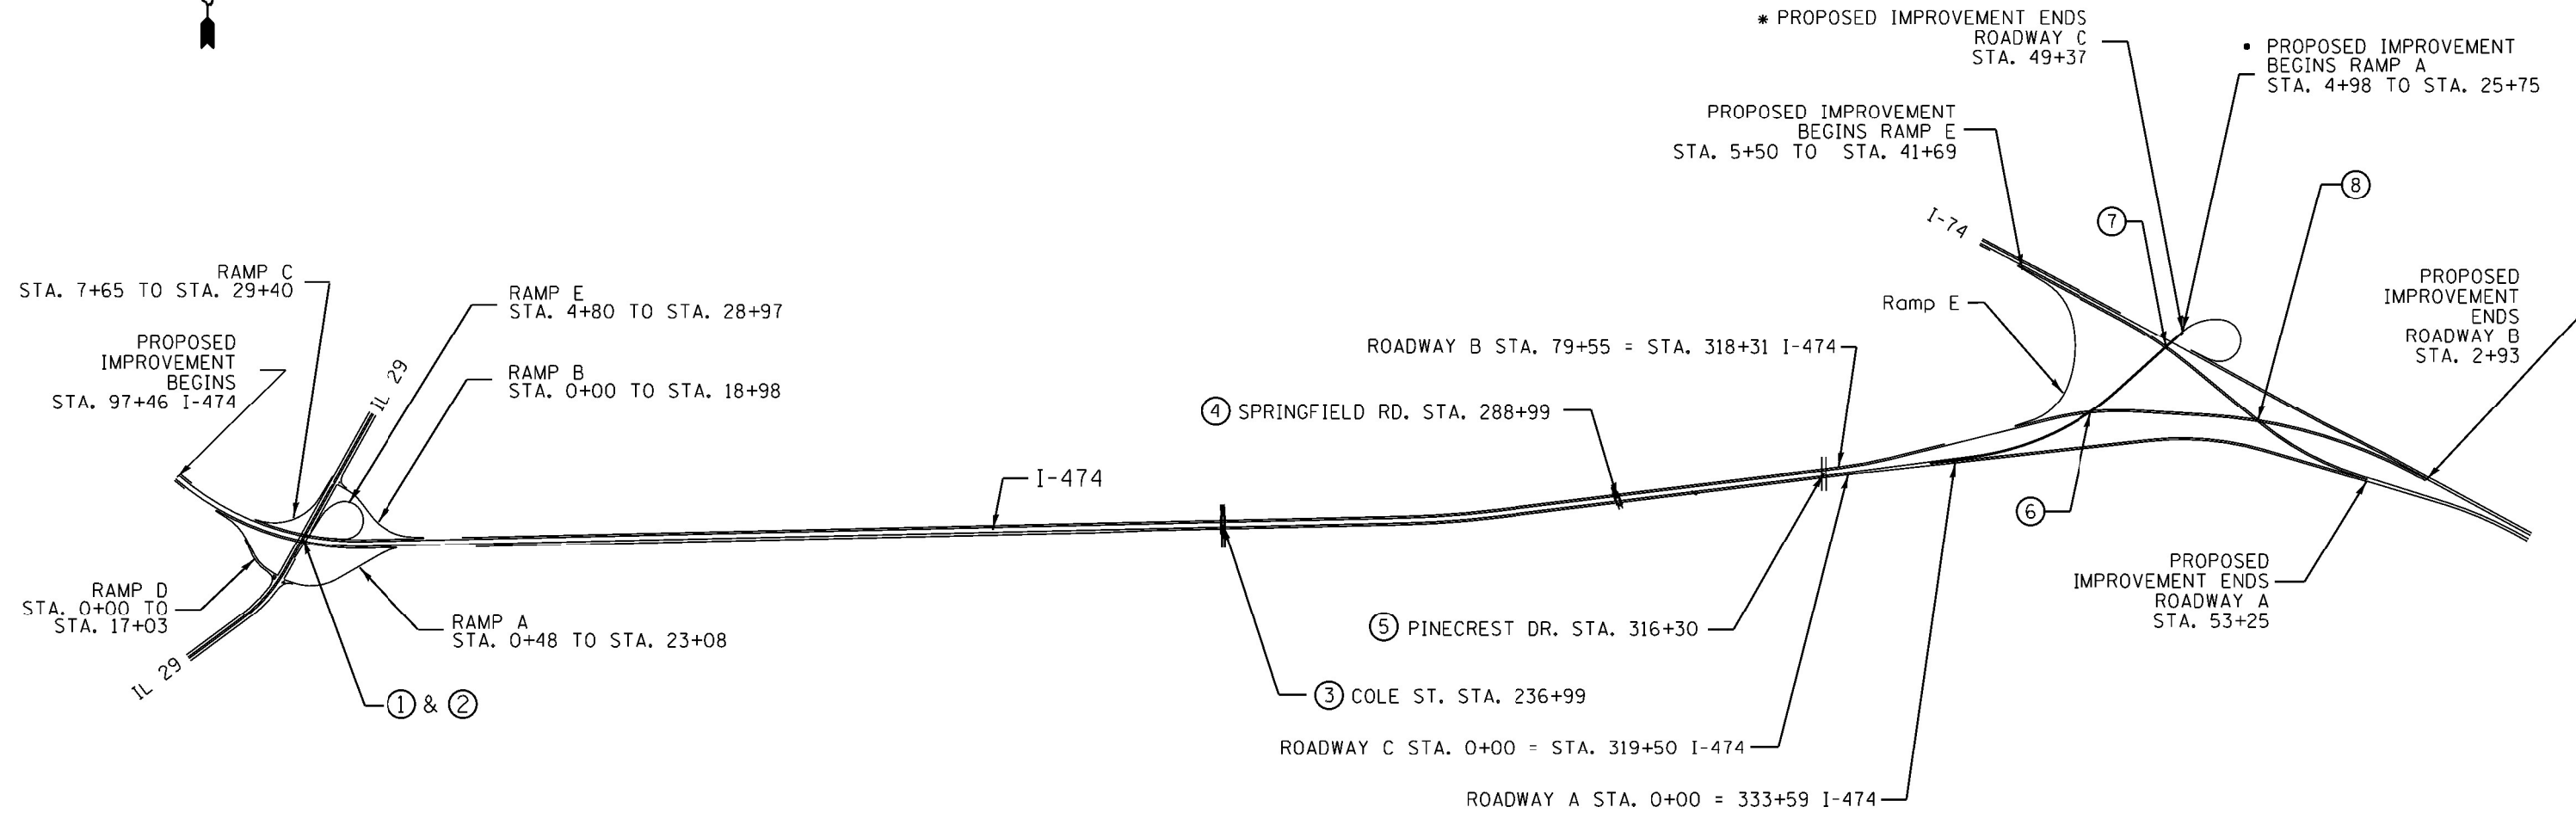 * PROPOSED IMPROVEMENT ENDS
ROADWAY C
STA. 49+37
• PROPOSED IMPROVEMENT
BEGINS RAMP A
STA. 4+98 TO STA. 25+75
PROPOSED IMPROVEMENT
BEGINS RAMP E
STA. 5+50 TO STA. 41+69
8
7
I-74
RAMP C
STA. 7+65 TO STA. 29+40
RAMP E
STA. 4+80 TO STA. 28+97
Ramp E
PROPOSED
IMPROVEMENT
ENDS
ROADWAY B
STA. 2+93
PROPOSED
IMPROVEMENT
BEGINS
STA. 97+46 I-474
IL 29
RAMP B
STA. 0+00 TO STA. 18+98
ROADWAY B STA. 79+55 = STA. 318+31 I-474
4 SPRINGFIELD RD. STA. 288+99
I-474
6
RAMP D
STA. 0+00 TO
STA. 17+03
RAMP A
STA. 0+48 TO STA. 23+08
5 PINECREST DR. STA. 316+30
PROPOSED
IMPROVEMENT ENDS
ROADWAY A
STA. 53+25
IL 29
1 & 2
3 COLE ST. STA. 236+99
ROADWAY C STA. 0+00 = STA. 319+50 I-474
ROADWAY A STA. 0+00 = 333+59 I-474